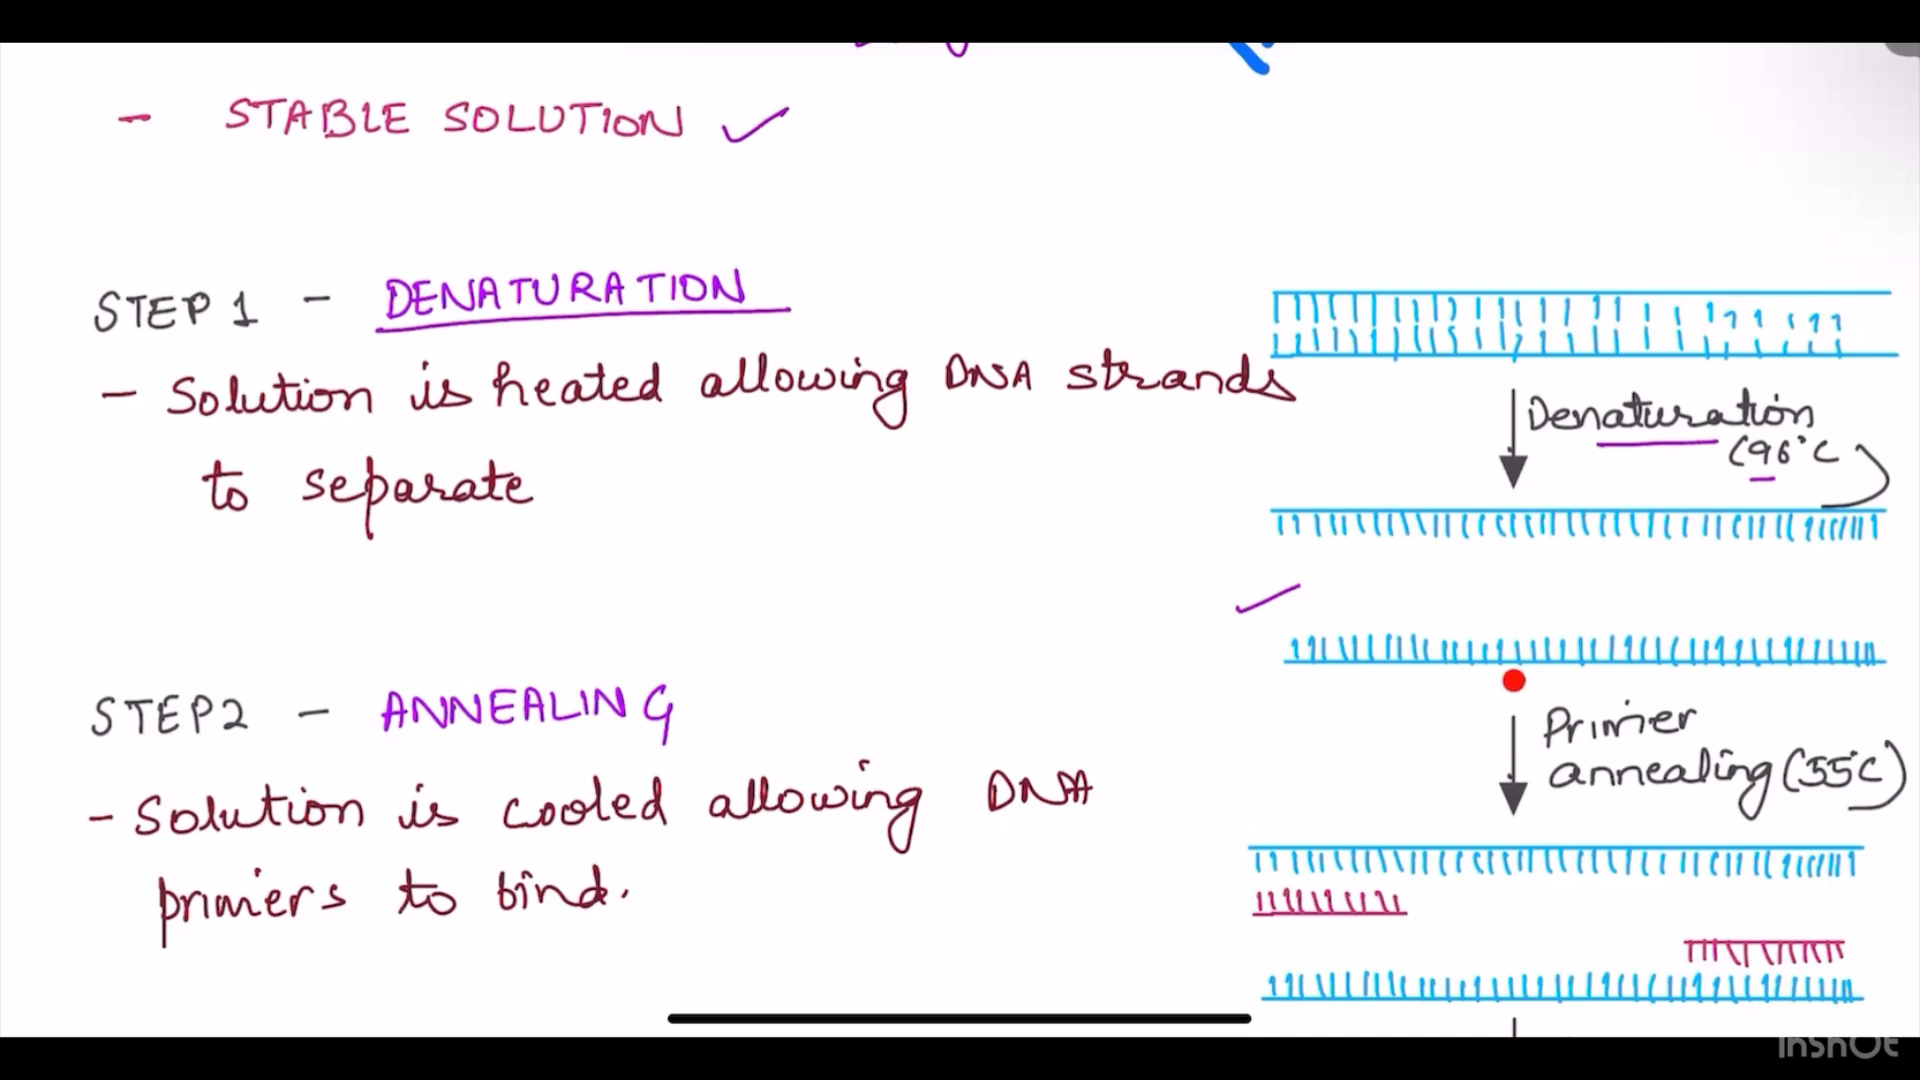 - STABLE SOLUTION
STEP 1 - DENATURATION
- Solution is heated allowing DNA strands
to separate
Denaturation
(96°C)
STEP2 - ANNEALING
- Solution is cooled allowing DNA
primers to bind.
Primer
annealing (55°C)
InShOt